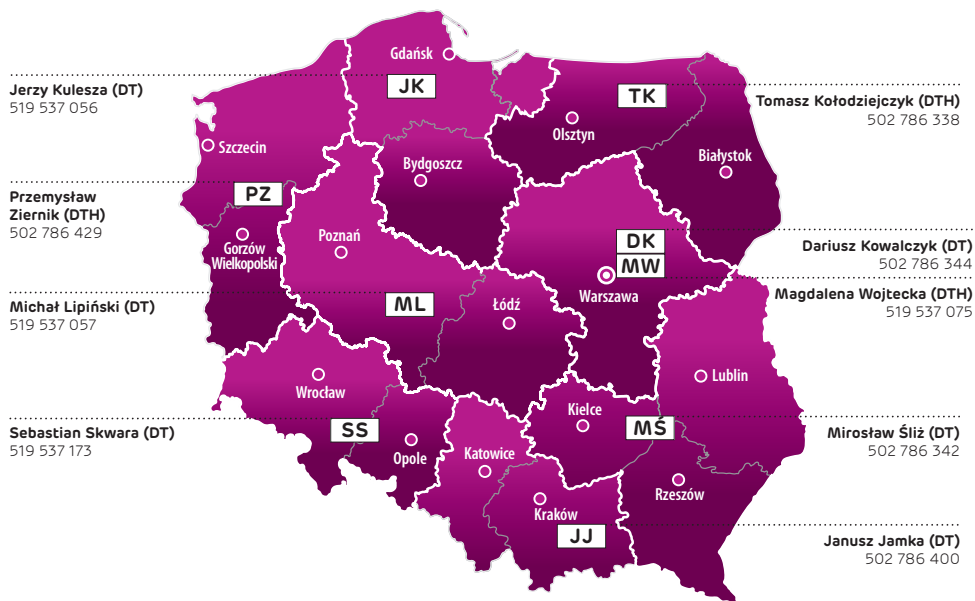 Jerzy Kulesza (DT)
519 537 056
Przemysław
Ziernik (DTH)
502 786 429
Michał Lipiński (DT)
519 537 057
Sebastian Skwara (DT)
519 537 173
Gdańsk
JK
TK
Olsztyn
Szczecin
Bydgoszcz
Białystok
PZ
Gorzów
Wielkopolski
Poznań
DK
MW
Warszawa
ML
Łódź
Wrocław
Lublin
SS
Opole
Kielce
MŚ
Katowice
Rzeszów
Kraków
JJ
Tomasz Kołodziejczyk (DTH)
502 786 338
Dariusz Kowalczyk (DT)
502 786 344
Magdalena Wojtecka (DTH)
519 537 075
Mirosław Śliż (DT)
502 786 342
Janusz Jamka (DT)
502 786 400